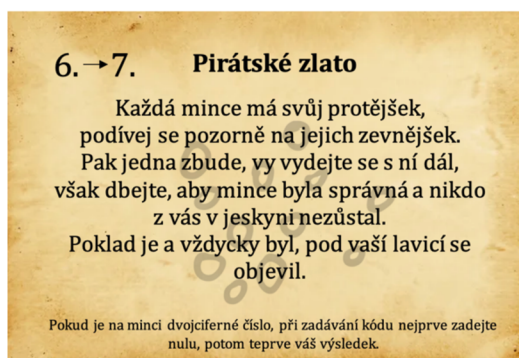 6.→7. Pirátské zlato
Každá mince má svůj protějšek,
podívej se pozorně na jejich zevnějšek.
Pak jedna zbude, vy vydejte se s ní dál,
však dbejte, aby mince byla správná a nikdo
z vás v jeskyni nezůstal.
Poklad je a vždycky byl, pod vaší lavicí se
objevil.
Pokud je na minci dvojciferné číslo, při zadávání kódu nejprve zadejte
nulu, potom teprve váš výsledek.